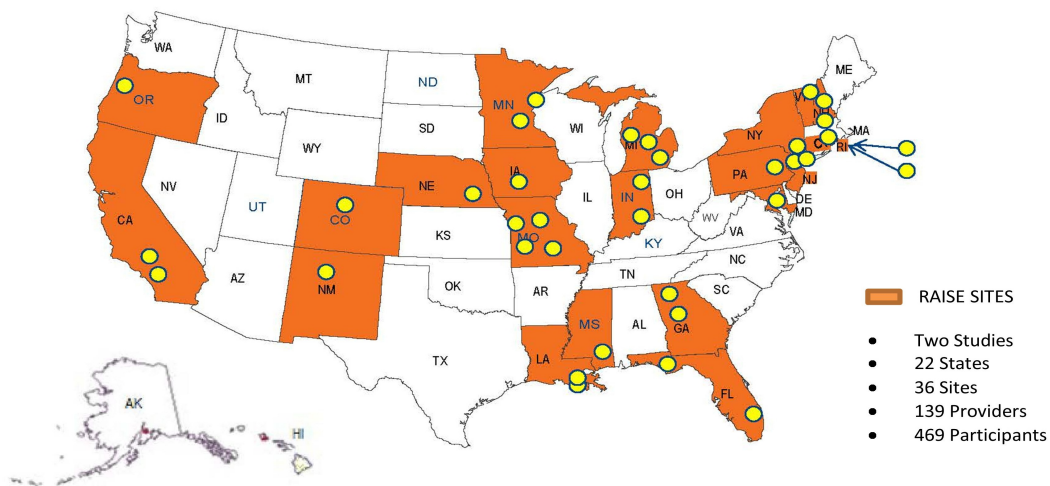 WA
ME
MT
ND
VT
OR
MN
NH
ID
SD
WI
MA
NY
MI
C
RI
WY
IA
PA
NJ
NE
NV
IL
IN
OH
DE
UT
MD
CA
CO
WV
VA
KS
MO
KY
NC
AZ
TN
OK
NM
AR
SC
MS
AL
GA
TX
LA
FL
AK
HI
RAISE SITES
• Two Studies
• 22 States
• 36 Sites
• 139 Providers
• 469 Participants